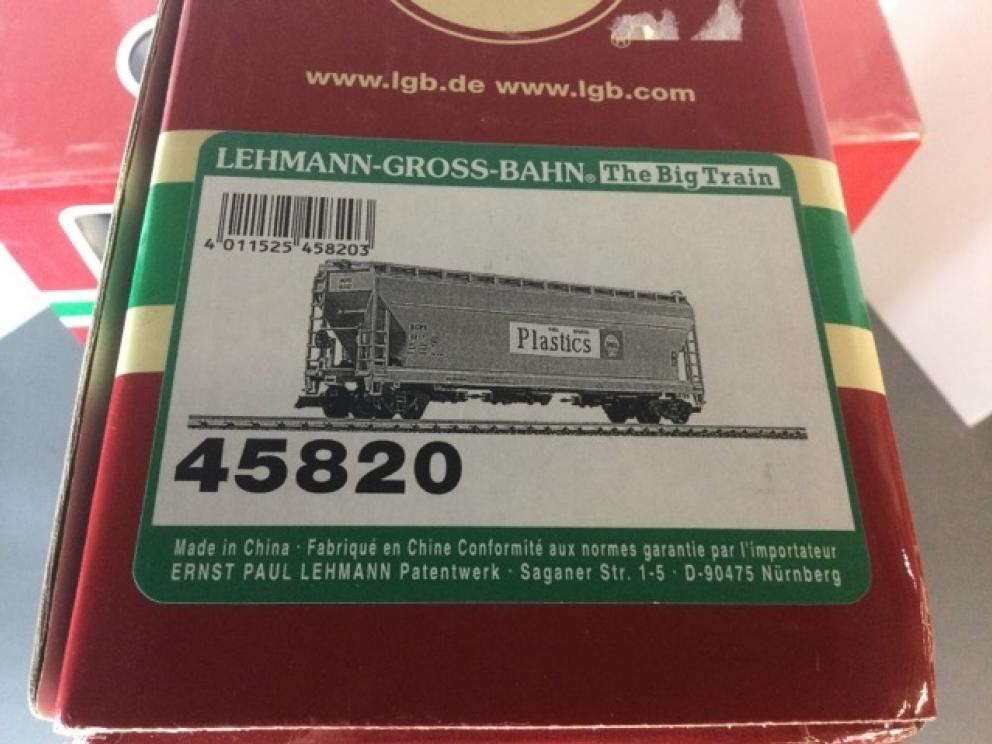 ®
www.lgb.de www.lgb.com
LEHMANN-GROSS-BAHN® The Big Train
4 011525 458203
Plastics
45820
Made in China · Fabriqué en Chine Conformité aux normes garantie par l'importateur
ERNST PAUL LEHMANN Patentwerk · Saganer Str. 1-5 · D-90475 Nürnberg